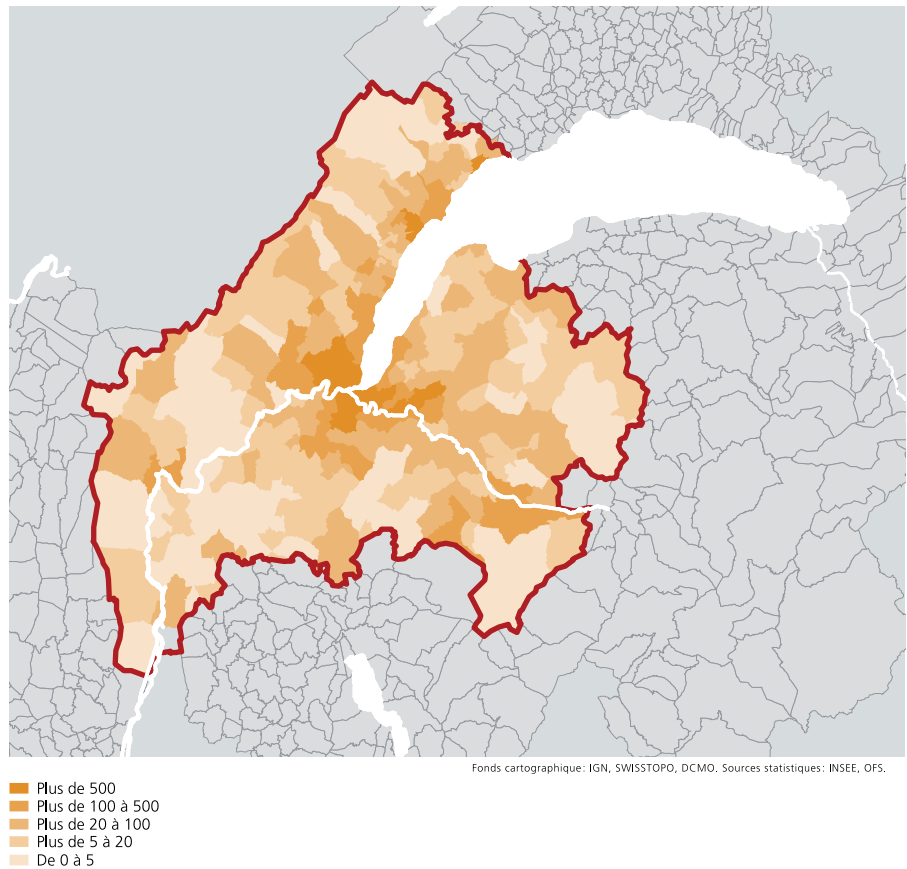 Fonds cartographique: IGN, SWISSTOPO, DCMO. Sources statistiques: INSEE, OFS.
Plus de 500
Plus de 100 à 500
Plus de 20 à 100
Plus de 5 à 20
De 0 à 5